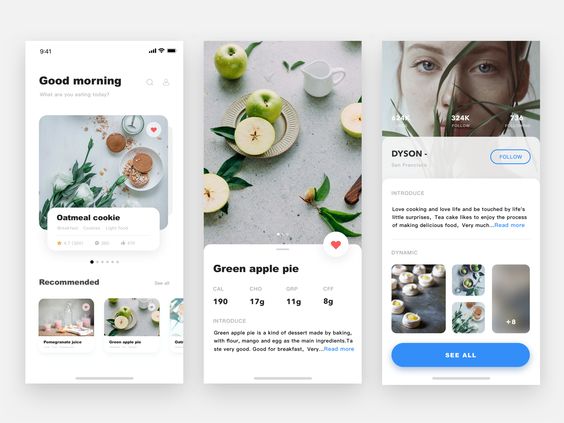 9:41
Good morning
What are you eating today?
Oatmeal cookie
Breakfast · Cookies · Light food
4.7
Recommended
See all
Pomegranate juice
Green apple pie
Oatm
Green apple pie
CAL CHO GRP CFF
190 17g 11g 8g
INTRODUCE
Green apple pie is a kind of dessert made by baking,
with flour, mango and egg as the main ingredients.Ta
ste very good. Good for breakfast, Very...Read more
624K 324K 736
FOLLOW
DYSON -
San Francisco
FOLLOW
INTRODUCE
Love cooking and love life and be touched by life's
little surprises, Tea cake likes to enjoy the process
of making delicious food, Very much...Read more
DYNAMIC
+8
SEE ALL